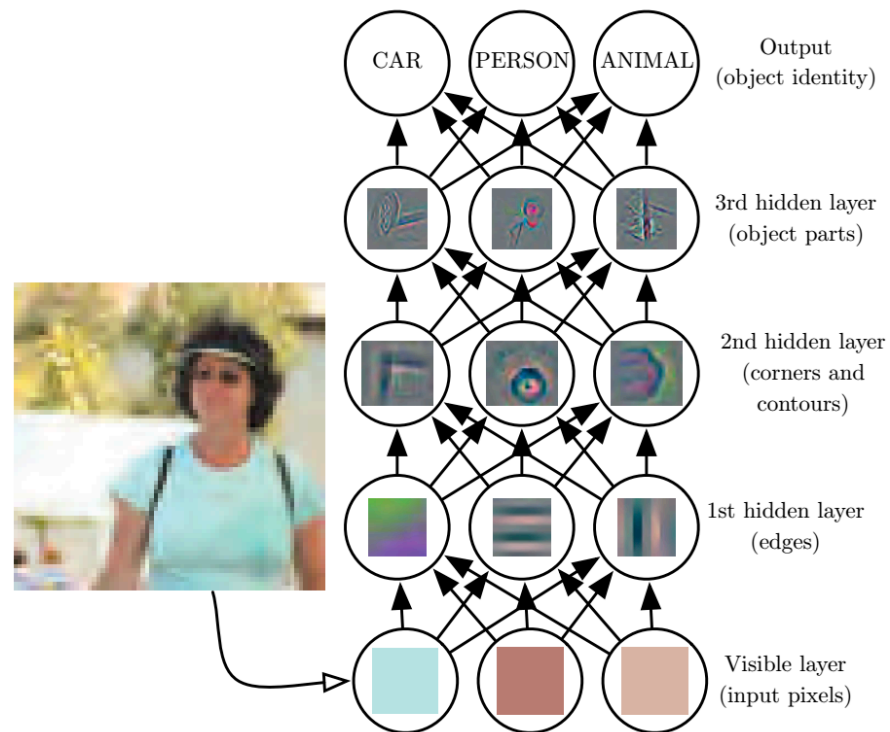 CAR PERSON ANIMAL
Output
(object identity)
3rd hidden layer
(object parts)
2nd hidden layer
(corners and
contours)
1st hidden layer
(edges)
Visible layer
(input pixels)